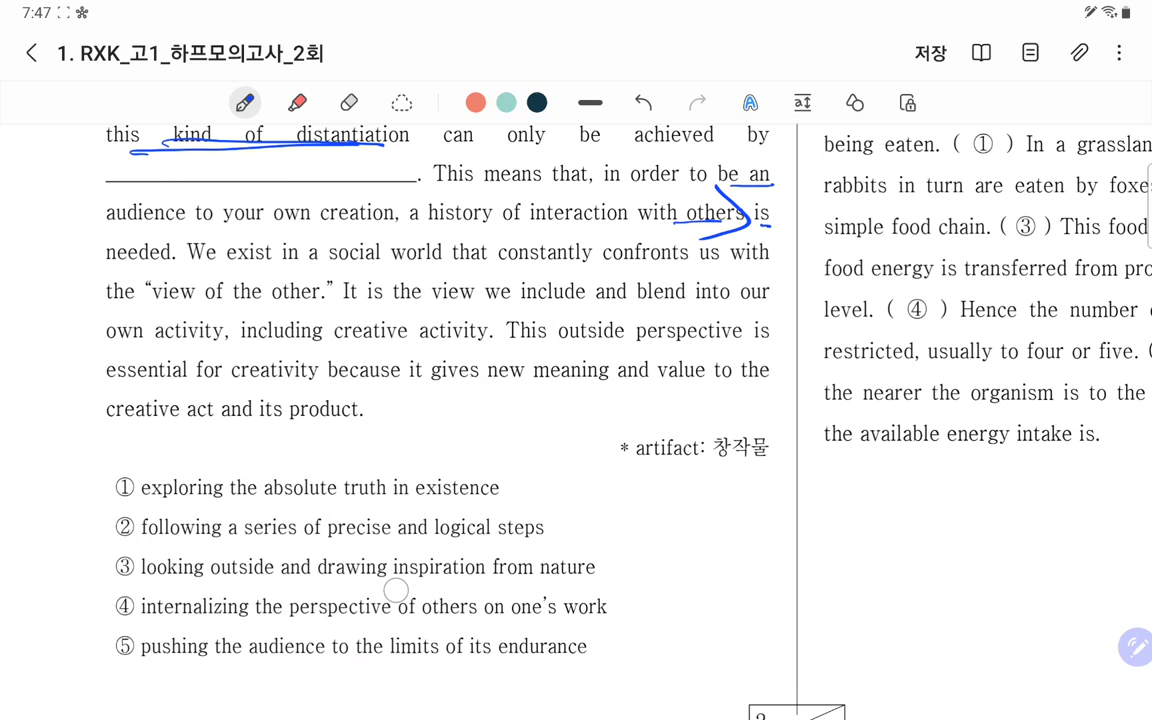 7:47
1. RXK_고1_하프모의고사_2회
저장
this kind of distantiation can only be achieved by
____________________. This means that, in order to be an
audience to your own creation, a history of interaction with others is
needed. We exist in a social world that constantly confronts us with
the “view of the other.” It is the view we include and blend into our
own activity, including creative activity. This outside perspective is
essential for creativity because it gives new meaning and value to the
creative act and its product.
* artifact: 창작물
① exploring the absolute truth in existence
② following a series of precise and logical steps
③ looking outside and drawing inspiration from nature
④ internalizing the perspective of others on one’s work
⑤ pushing the audience to the limits of its endurance
being eaten. ( ① ) In a grasslan
rabbits in turn are eaten by foxe
simple food chain. ( ③ ) This food
food energy is transferred from pro
level. ( ④ ) Hence the number
restricted, usually to four or five. (
the nearer the organism is to the
the available energy intake is.